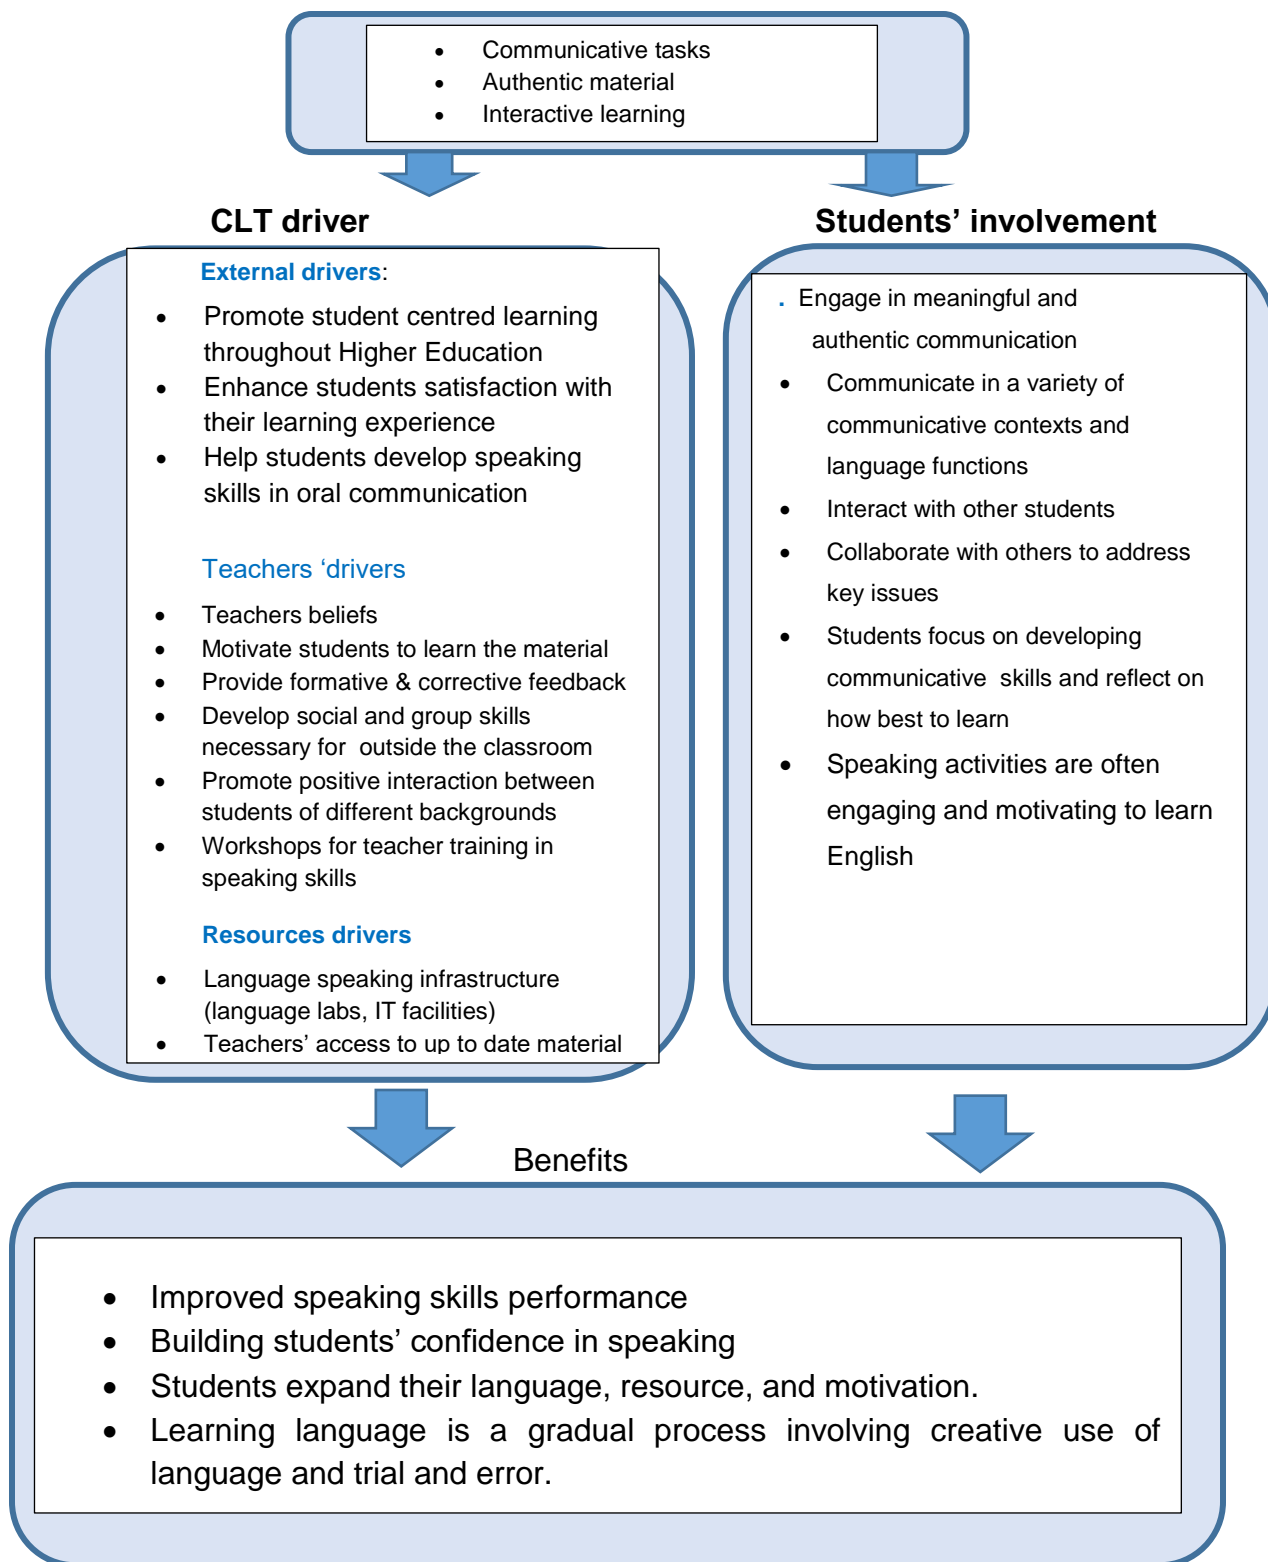 • Communicative tasks
• Authentic material
• Interactive learning
CLT driver
External drivers:
• Promote student centred learning
throughout Higher Education
• Enhance students satisfaction with
their learning experience
• Help students develop speaking
skills in oral communication
Teachers ‘drivers
• Teachers beliefs
• Motivate students to learn the material
• Provide formative & corrective feedback
• Develop social and group skills
necessary for outside the classroom
• Promote positive interaction between
students of different backgrounds
• Workshops for teacher training in
speaking skills
Resources drivers
• Language speaking infrastructure
(language labs, IT facilities)
• Teachers’ access to up to date material
Students’ involvement
. Engage in meaningful and
authentic communication
• Communicate in a variety of
communicative contexts and
language functions
• Interact with other students
• Collaborate with others to address
key issues
• Students focus on developing
communicative skills and reflect on
how best to learn
• Speaking activities are often
engaging and motivating to learn
English
Benefits
• Improved speaking skills performance
• Building students’ confidence in speaking
• Students expand their language, resource, and motivation.
• Learning language is a gradual process involving creative use of
language and trial and error.